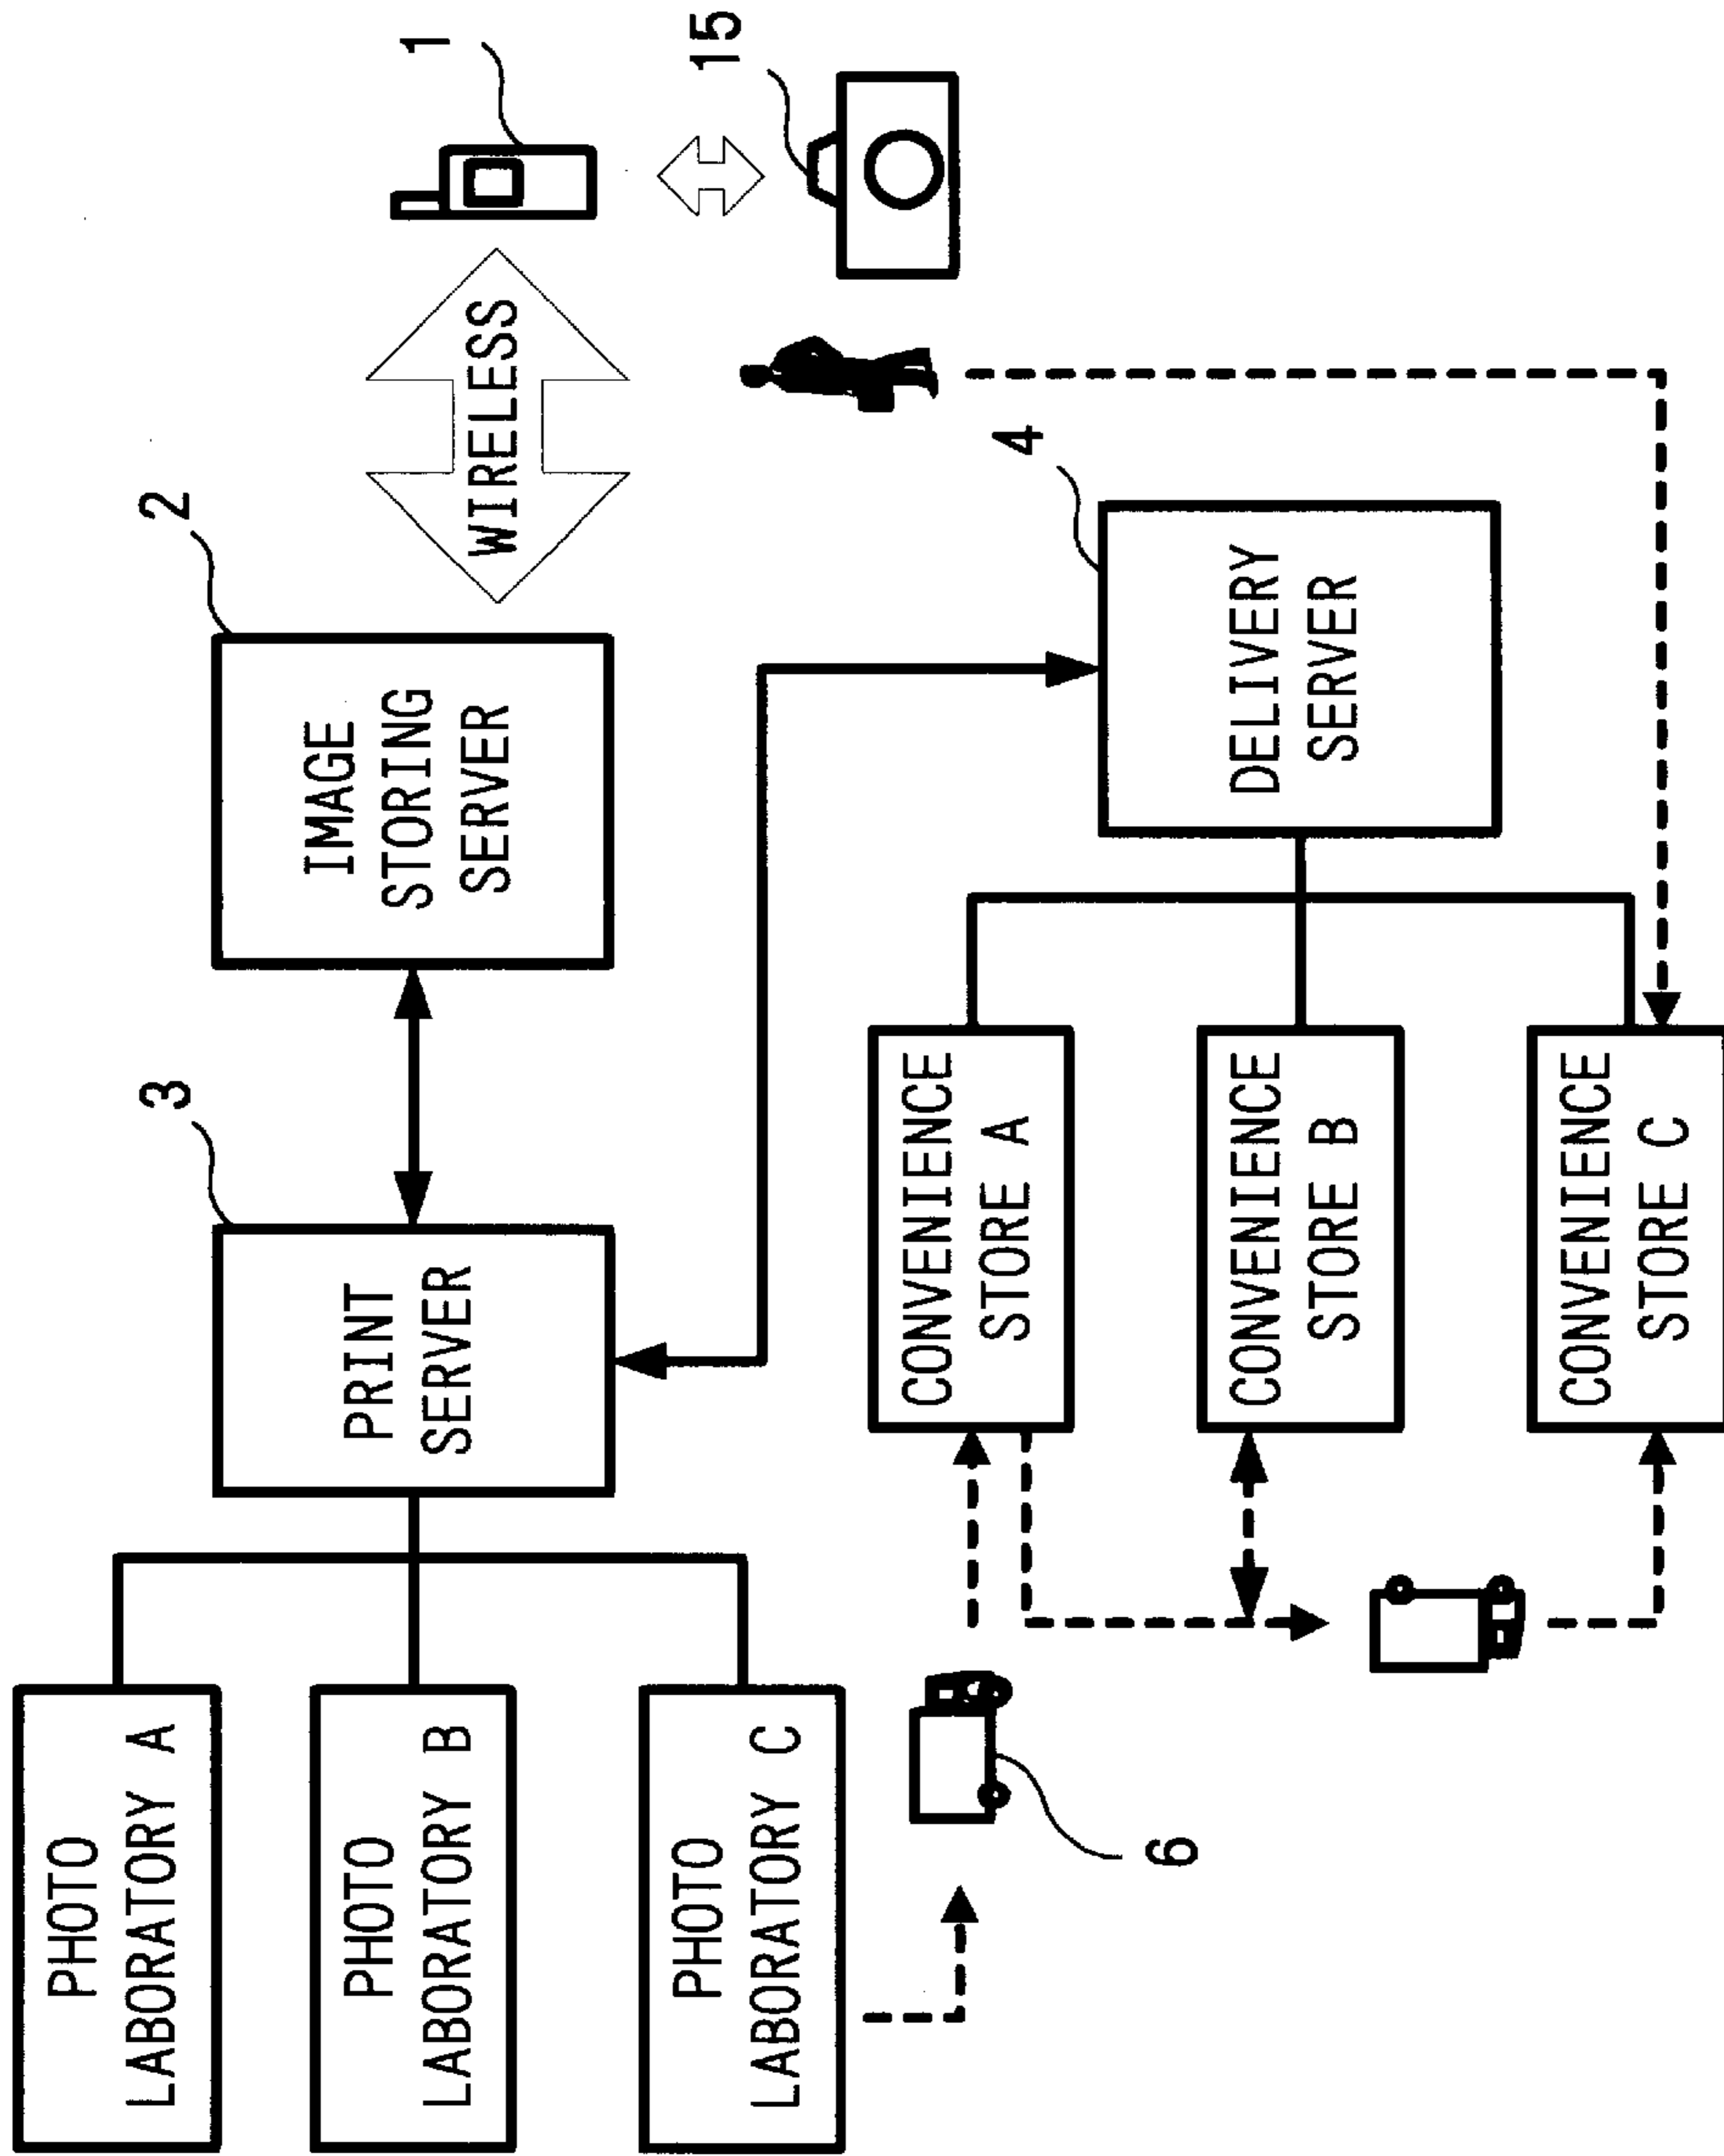 1
15
WIRELESS
2
IMAGE
STORING
SERVER
3
PRINT
SERVER
4
DELIVERY
SERVER
PHOTO
LABORATORY A
PHOTO
LABORATORY B
PHOTO
LABORATORY C
CONVENIENCE
STORE A
CONVENIENCE
STORE B
CONVENIENCE
STORE C
6